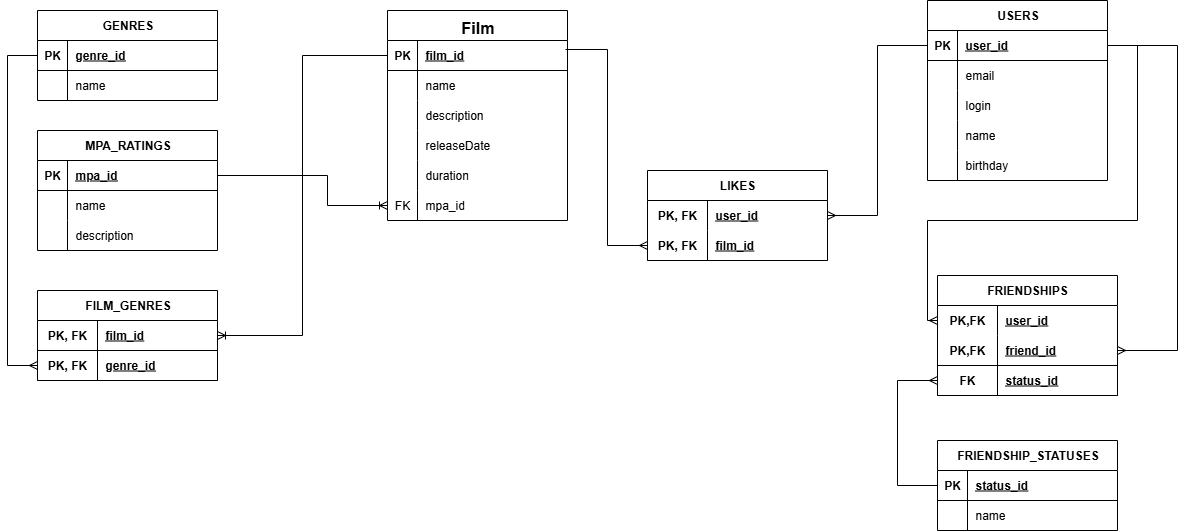 GENRES
PK genre_id
name
MPA_RATINGS
PK mpa_id
name
description
FILM_GENRES
PK, FK film_id
PK, FK genre_id
Film
PK film_id
name
description
releaseDate
duration
FK mpa_id
LIKES
PK, FK user_id
PK, FK film_id
USERS
PK user_id
email
login
name
birthday
FRIENDSHIPS
PK,FK user_id
PK,FK friend_id
FK status_id
FRIENDSHIP_STATUSES
PK status_id
name